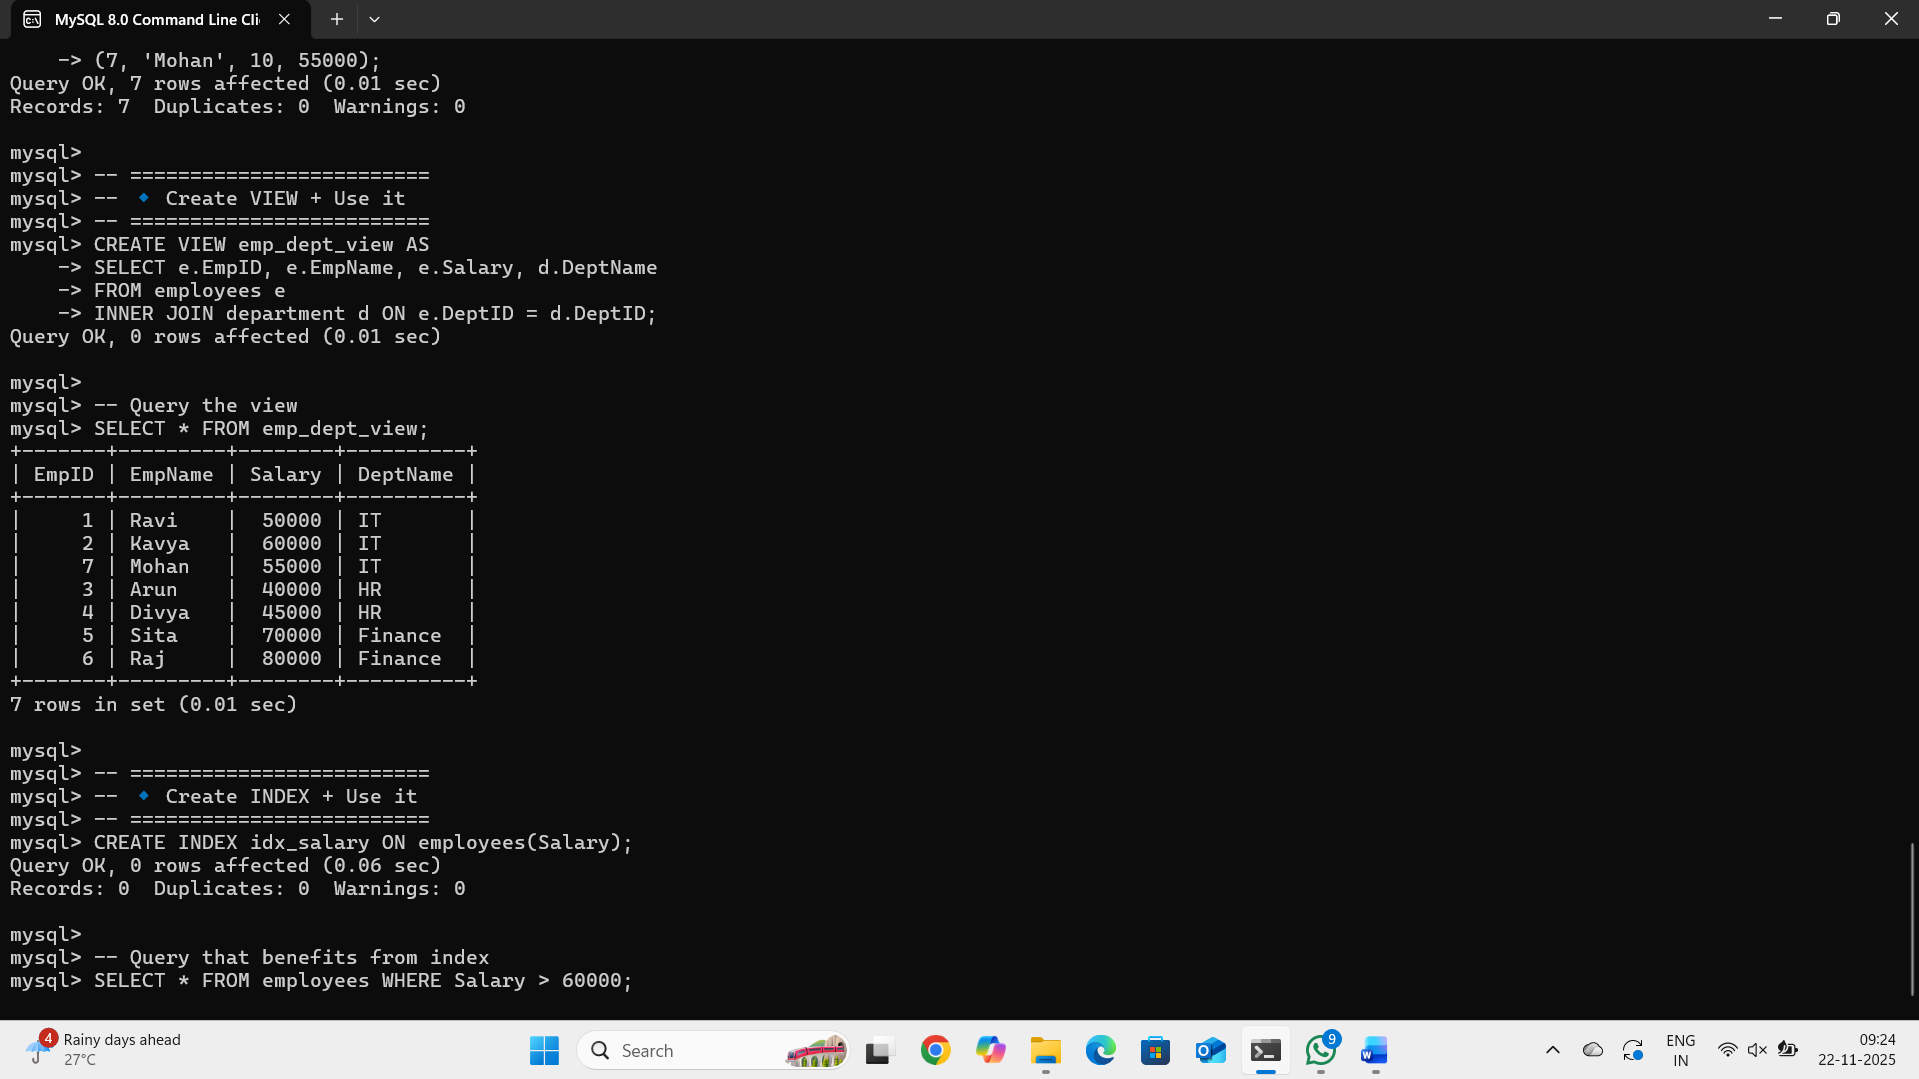 MySQL 8.0 Command Line Cli
    -> (7, 'Mohan', 10, 55000);
Query OK, 7 rows affected (0.01 sec)
Records: 7  Duplicates: 0  Warnings: 0
mysql>
mysql> -- =========================
mysql> -- 🔹 Create VIEW + Use it
mysql> -- =========================
mysql> CREATE VIEW emp_dept_view AS
    -> SELECT e.EmpID, e.EmpName, e.Salary, d.DeptName
    -> FROM employees e
    -> INNER JOIN department d ON e.DeptID = d.DeptID;
Query OK, 0 rows affected (0.01 sec)
mysql>
mysql> -- Query the view
mysql> SELECT * FROM emp_dept_view;
+-------+---------+--------+----------+
| EmpID | EmpName | Salary | DeptName |
+-------+---------+--------+----------+
|     1 | Ravi    |  50000 | IT       |
|     2 | Kavya   |  60000 | IT       |
|     7 | Mohan   |  55000 | IT       |
|     3 | Arun    |  40000 | HR       |
|     4 | Divya   |  45000 | HR       |
|     5 | Sita    |  70000 | Finance  |
|     6 | Raj     |  80000 | Finance  |
+-------+---------+--------+----------+
7 rows in set (0.01 sec)
mysql>
mysql> -- =========================
mysql> -- 🔹 Create INDEX + Use it
mysql> -- =========================
mysql> CREATE INDEX idx_salary ON employees(Salary);
Query OK, 0 rows affected (0.06 sec)
Records: 0  Duplicates: 0  Warnings: 0
mysql>
mysql> -- Query that benefits from index
mysql> SELECT * FROM employees WHERE Salary > 60000;
4
Rainy days ahead
27°C
Search
9
ENG
IN
09:24
22-11-2025